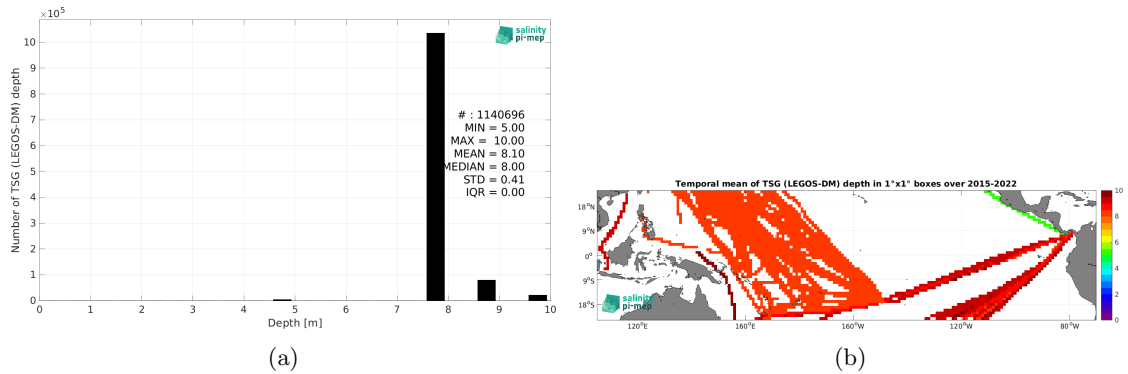 ×10⁵
salinity
pi-mep
10
9
8
7
6
5
4
3
2
1
0
Number of TSG (LEGOS-DM) depth
# : 1140696
MIN = 5.00
MAX = 10.00
MEAN = 8.10
MEDIAN = 8.00
STD = 0.41
IQR = 0.00
0 1 2 3 4 5 6 7 8 9 10
Depth [m]
(a)
Temporal mean of TSG (LEGOS-DM) depth in 1°x1° boxes over 2015-2022
18°N
9°N
0°
9°S
18°S
salinity
pi-mep
120°E 160°E 160°W 120°W 80°W
10
8
6
4
2
0
(b)